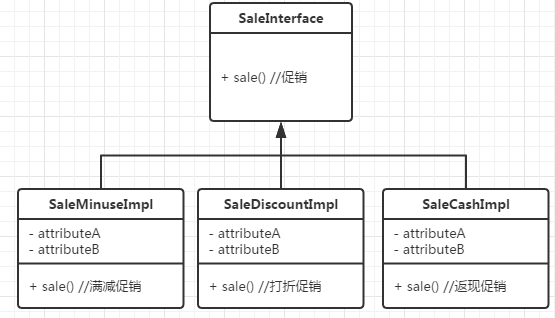 SaleInterface
+ sale() //促销
SaleMinuseImpl
- attributeA
- attributeB
+ sale() //满减促销
SaleDiscountImpl
- attributeA
- attributeB
+ sale() //打折促销
SaleCashImpl
- attributeA
- attributeB
+ sale() //返现促销